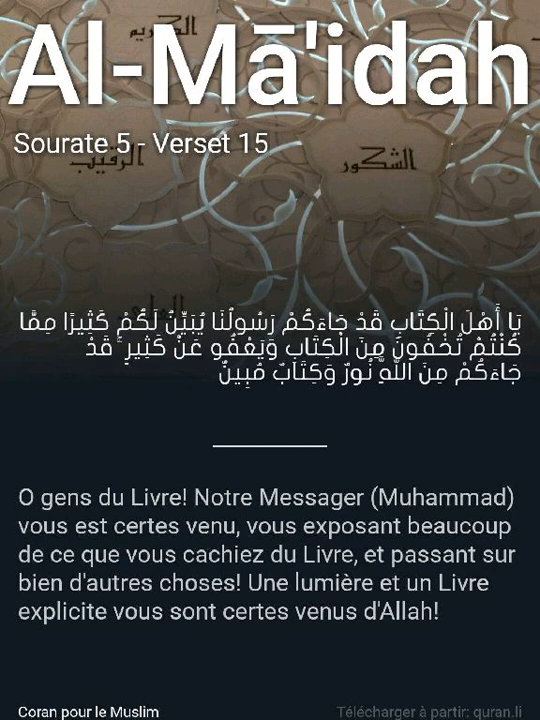 الكريم
Al-Mā'idah
Sourate 5 - Verset 15
الرقيب
الشكور
يَا أَهْلَ الْكِتَابِ قَدْ جَاءَكُمْ رَسُولُنَا يُبَيِّنُ لَكُمْ كَثِيرًا مِمَّا
كُنْتُمْ تُخْفُونَ مِنَ الْكِتَابِ وَيَعْفُو عَنْ كَثِيرٍ ۚ قَدْ
جَاءَكُمْ مِنَ اللَّهِ نُورٌ وَكِتَابٌ مُبِينٌ
O gens du Livre! Notre Messager (Muhammad)
vous est certes venu, vous exposant beaucoup
de ce que vous cachiez du Livre, et passant sur
bien d'autres choses! Une lumière et un Livre
explicite vous sont certes venus d'Allah!
Coran pour le Muslim
Télécharger à partir: quran.li